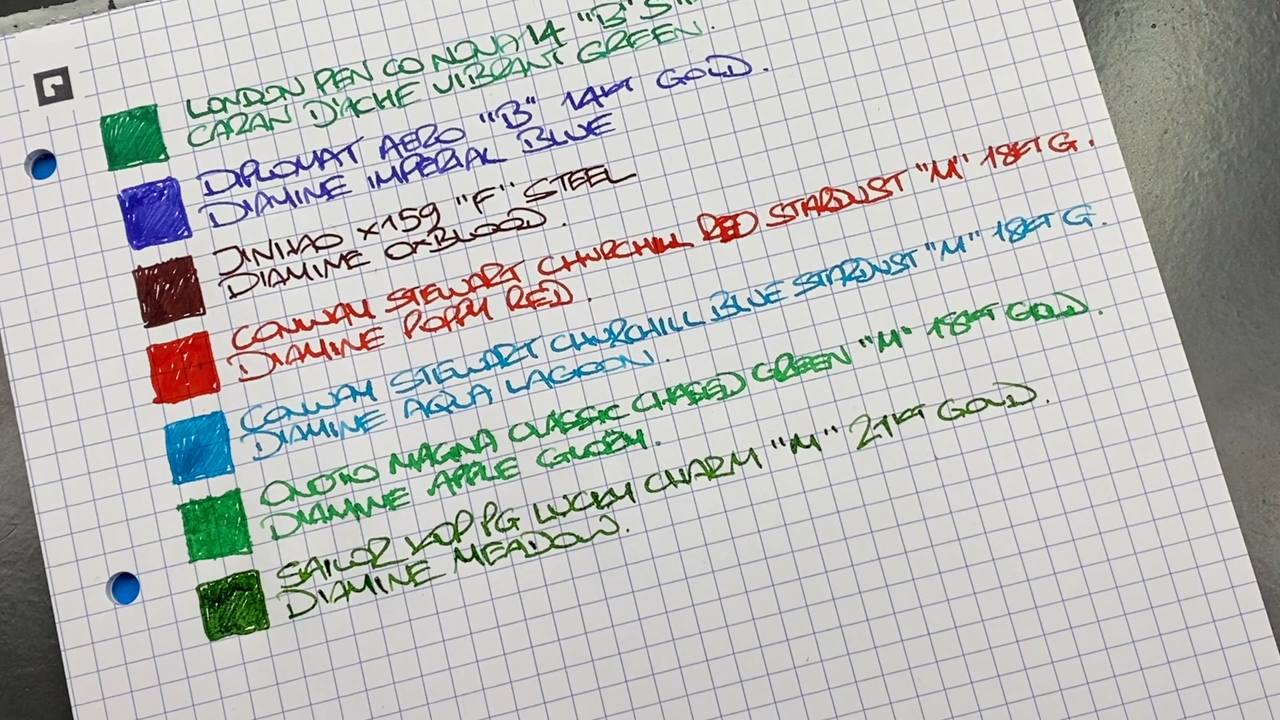 LONDON PEN CO NOVA 14 "B" S
CARAN D'ACHE VIBRANT GREEN.
DIPLOMAT AERO "B" 14KT GOLD.
DIAMINE IMPERIAL BLUE
JINHAO X159 "F" STEEL
DIAMINE OXBLOOD.
CONWAY STEWART CHURCHILL RED STARDUST "M" 18KT G.
DIAMINE POPPY RED.
CONWAY STEWART CHURCHILL BLUE STARDUST "M" 18KT G.
DIAMINE AQUA LAGOON.
ONOTO MAGNA CLASSIC CHASED GREEN "M" 18KT GOLD.
DIAMINE APPLE GLORY.
SAILOR KOP PG LUCKY CHARM "M" 21KT GOLD.
DIAMINE MEADOW.